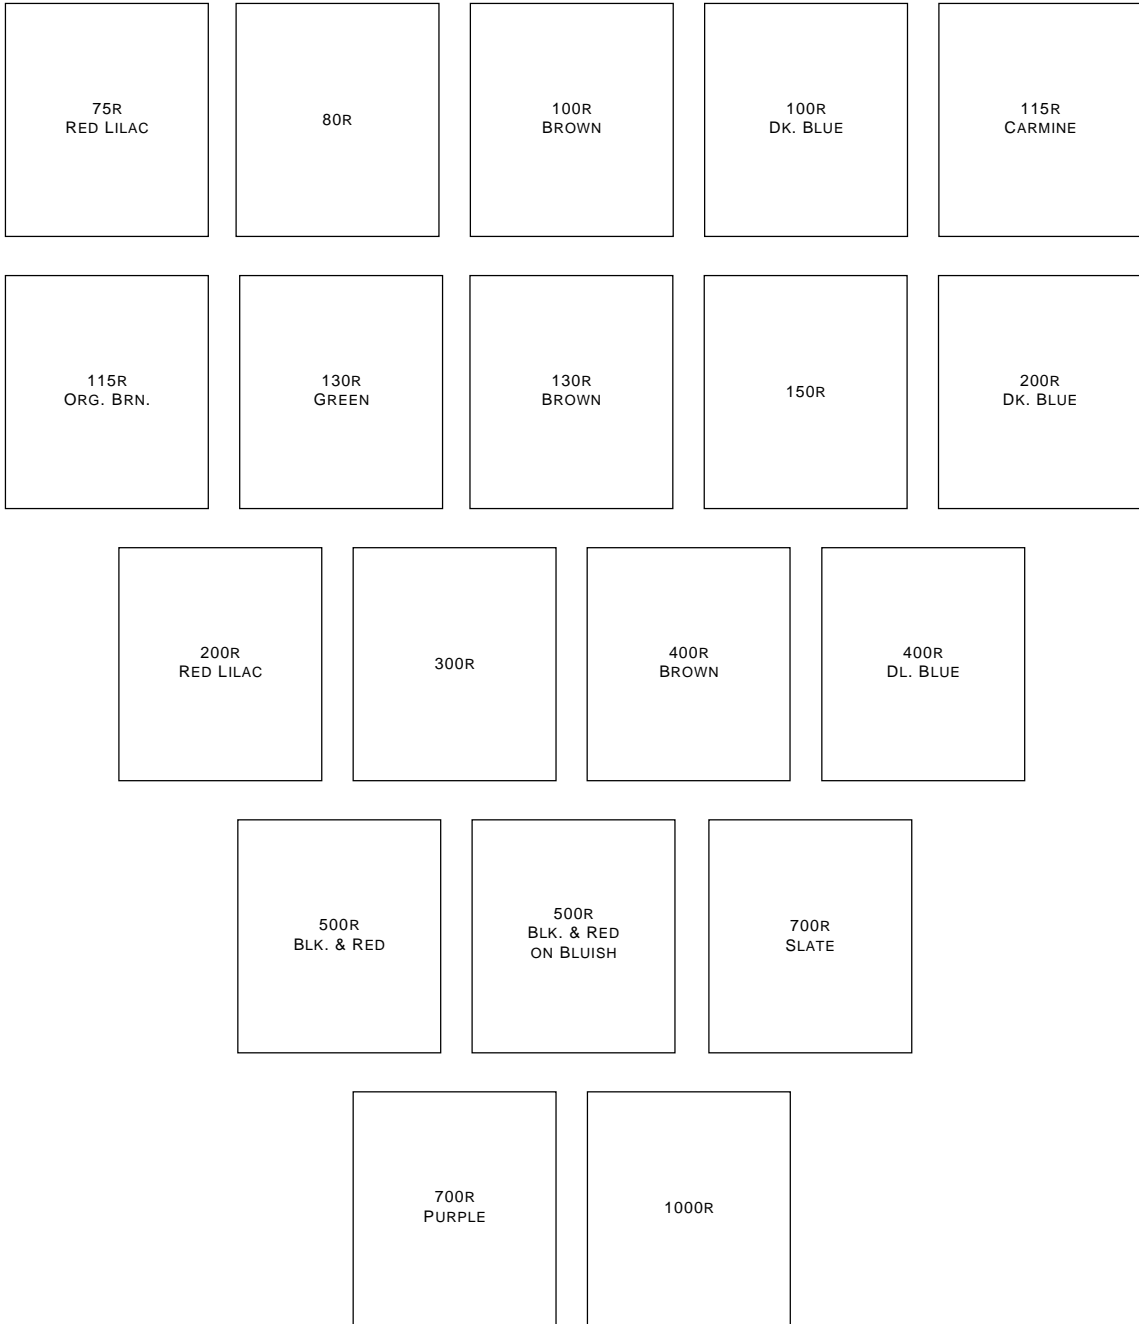 75R
RED LILAC
80R
100R
BROWN
100R
DK. BLUE
115R
CARMINE
115R
ORG. BRN.
130R
GREEN
130R
BROWN
150R
200R
DK. BLUE
200R
RED LILAC
300R
400R
BROWN
400R
DL. BLUE
500R
BLK. & RED
500R
BLK. & RED
ON BLUISH
700R
SLATE
700R
PURPLE
1000R